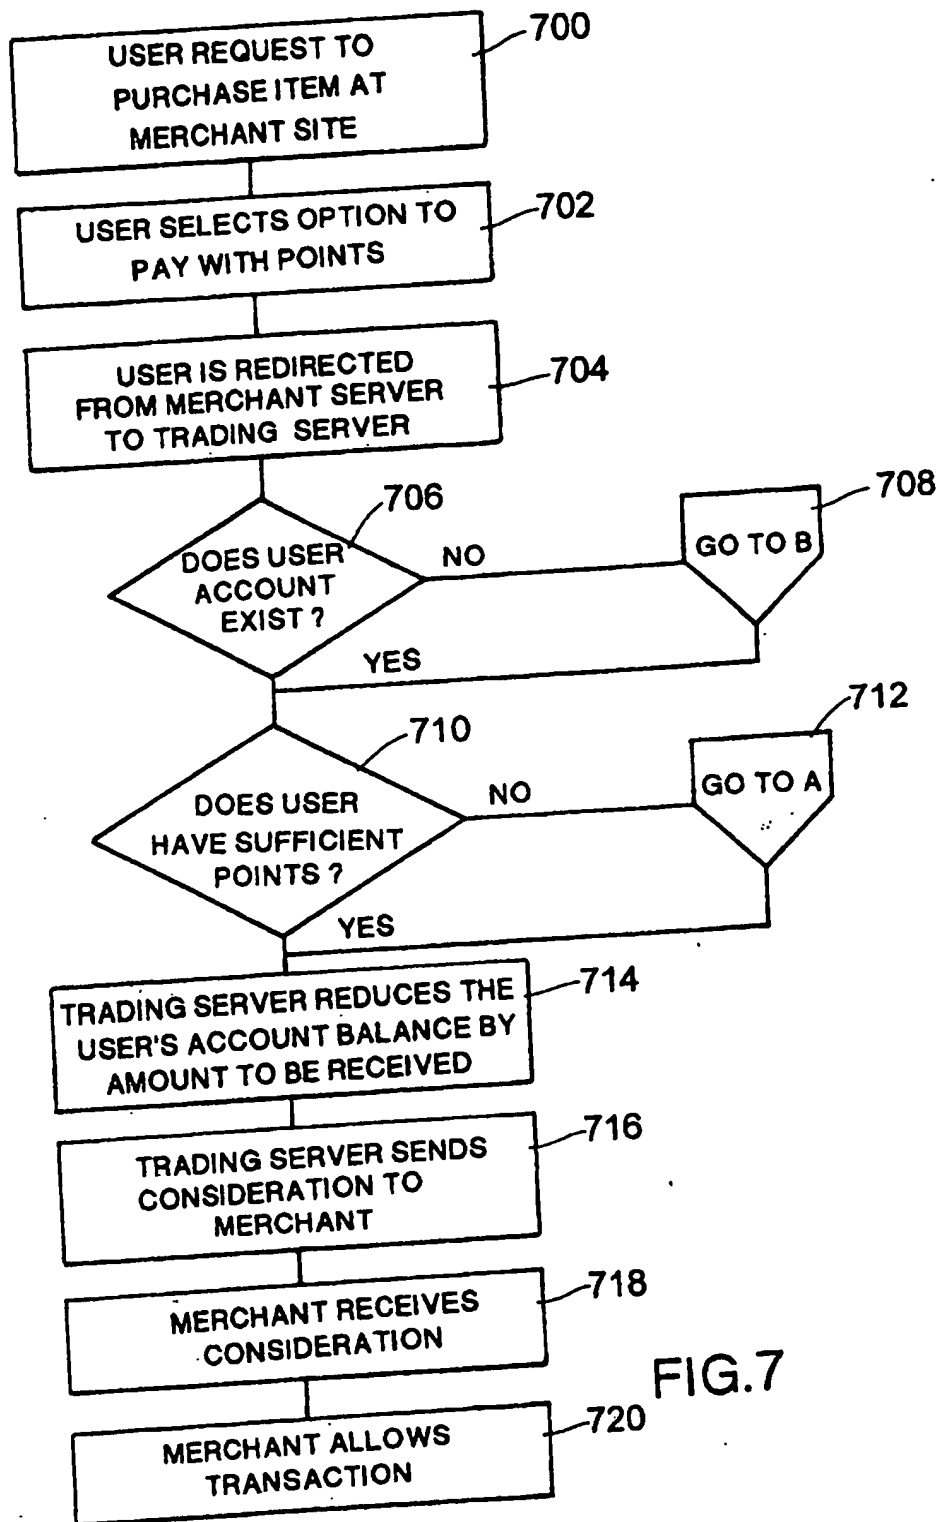 USER REQUEST TO
PURCHASE ITEM AT
MERCHANT SITE
700
USER SELECTS OPTION TO
PAY WITH POINTS
702
USER IS REDIRECTED
FROM MERCHANT SERVER
TO TRADING SERVER
704
DOES USER
ACCOUNT
EXIST ?
706
NO
GO TO B
708
YES
DOES USER
HAVE SUFFICIENT
POINTS ?
710
NO
GO TO A
712
YES
TRADING SERVER REDUCES THE
USER'S ACCOUNT BALANCE BY
AMOUNT TO BE RECEIVED
714
TRADING SERVER SENDS
CONSIDERATION TO
MERCHANT
716
MERCHANT RECEIVES
CONSIDERATION
718
MERCHANT ALLOWS
TRANSACTION
720
FIG.7